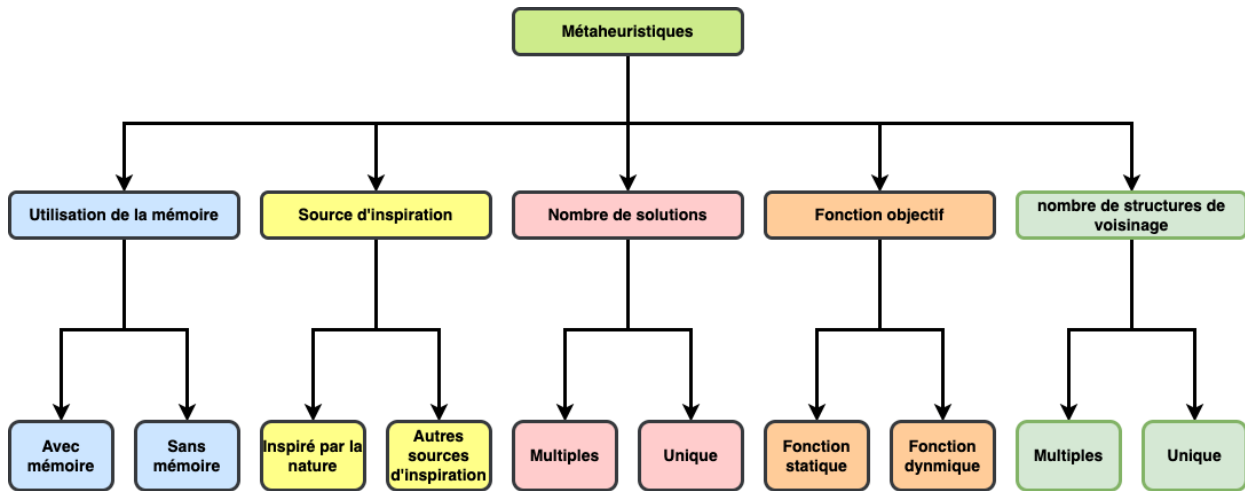 Métaheuristiques
Utilisation de la mémoire
Source d'inspiration
Nombre de solutions
Fonction objectif
nombre de structures de
voisinage
Avec
mémoire
Sans
mémoire
Inspiré par la
nature
Autres
sources
d'inspiration
Multiples
Unique
Fonction
statique
Fonction
dynmique
Multiples
Unique